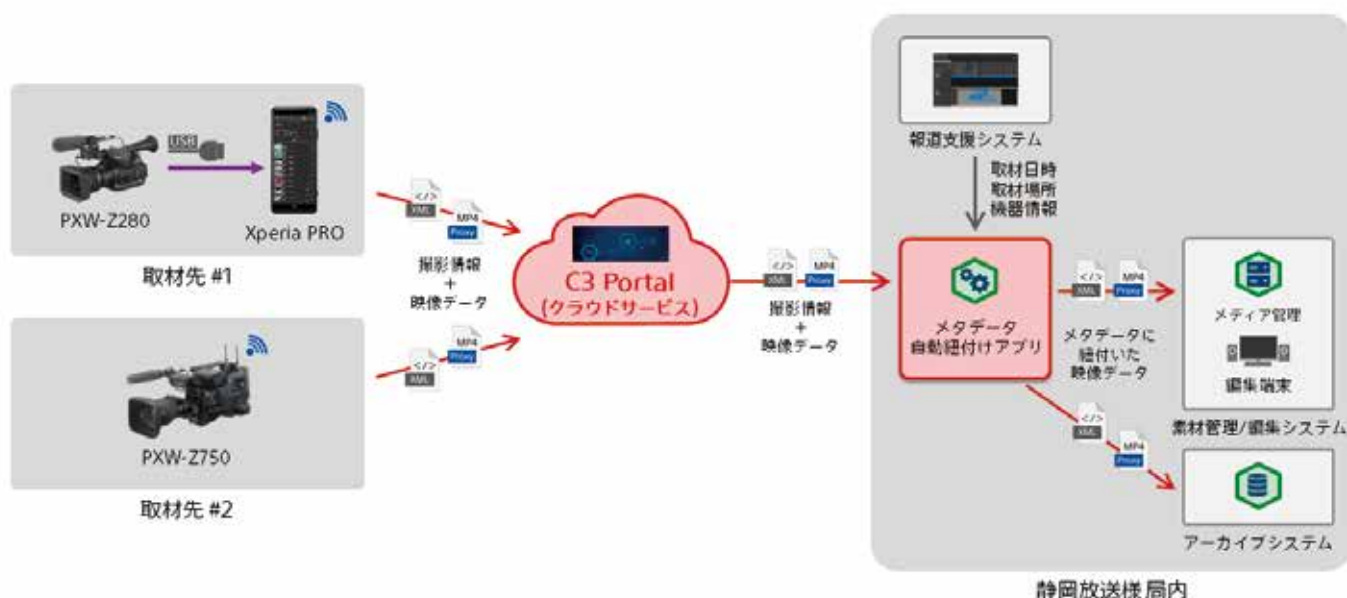 USB
PXW-Z280
Xperia PRO
取材先 #1
PXW-Z750
取材先 #2
</>
XML
MP4
Proxy
撮影情報
+
映像データ
</>
XML
MP4
Proxy
C3 Portal
(クラウドサービス)
</>
XML
MP4
Proxy
撮影情報
+
映像データ
報道支援システム
取材日時
取材場所
機器情報
メタデータ
自動紐付けアプリ
</>
XML
MP4
Proxy
メタデータに
紐付いた
映像データ
メディア管理
編集端末
素材管理/編集システム
</>
XML
MP4
Proxy
アーカイブシステム
静岡放送様 局内